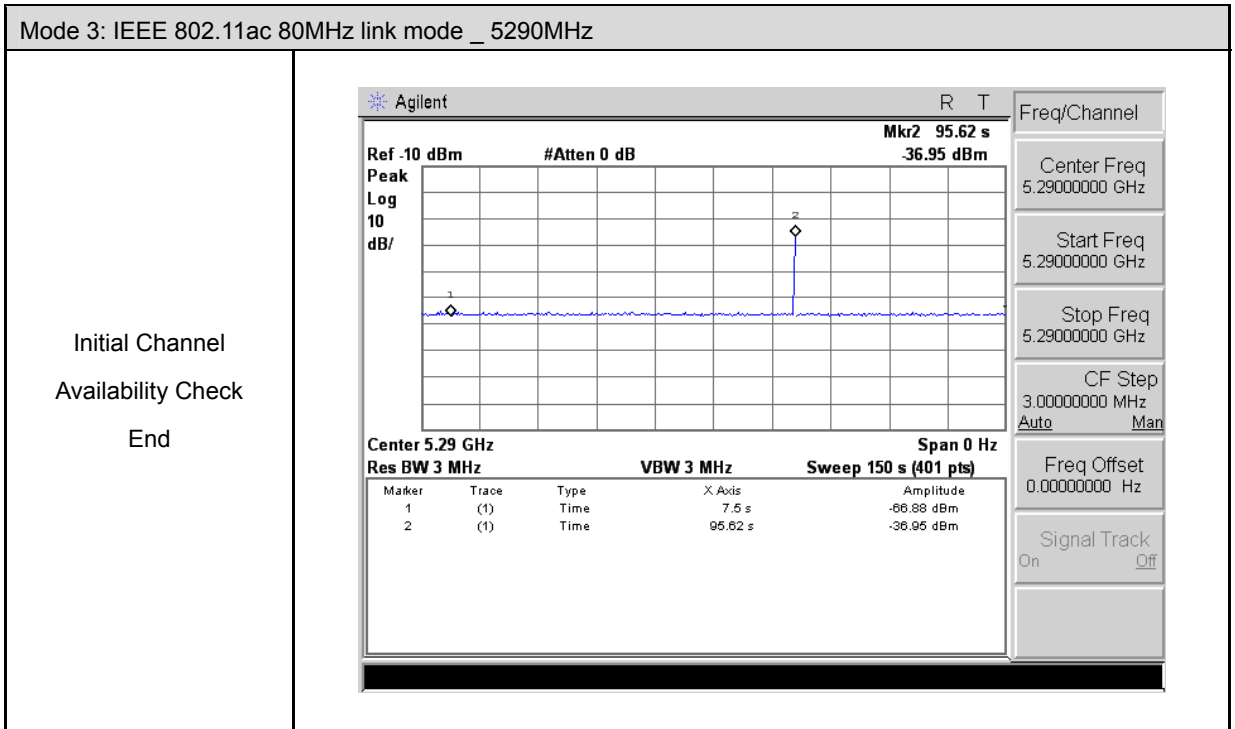 Mode 3: IEEE 802.11ac 80MHz link mode _ 5290MHz
Initial Channel
Availability Check
End
Agilent R T
Mkr2 95.62 s
Ref -10 dBm #Atten 0 dB -36.95 dBm
Peak
Log
10
dB/
2
1
Center 5.29 GHz Span 0 Hz
Res BW 3 MHz VBW 3 MHz Sweep 150 s (401 pts)
Marker Trace Type X Axis Amplitude
1 (1) Time 7.5 s -66.88 dBm
2 (1) Time 95.62 s -36.95 dBm
Freq/Channel
Center Freq
5.29000000 GHz
Start Freq
5.29000000 GHz
Stop Freq
5.29000000 GHz
CF Step
3.00000000 MHz
Auto Man
Freq Offset
0.00000000 Hz
Signal Track
On Off